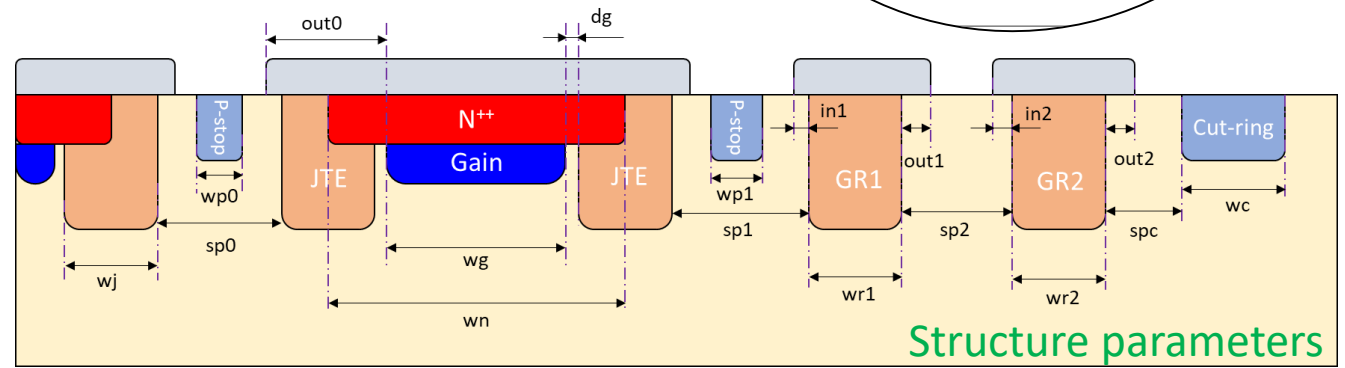 out0
dg
P-stop
N++
Gain
JTE
JTE
P-stop
in1
GR1
out1
in2
GR2
out2
Cut-ring
wp0
wp1
wc
sp0
sp1
sp2
spc
wj
wg
wr1
wr2
wn
Structure parameters